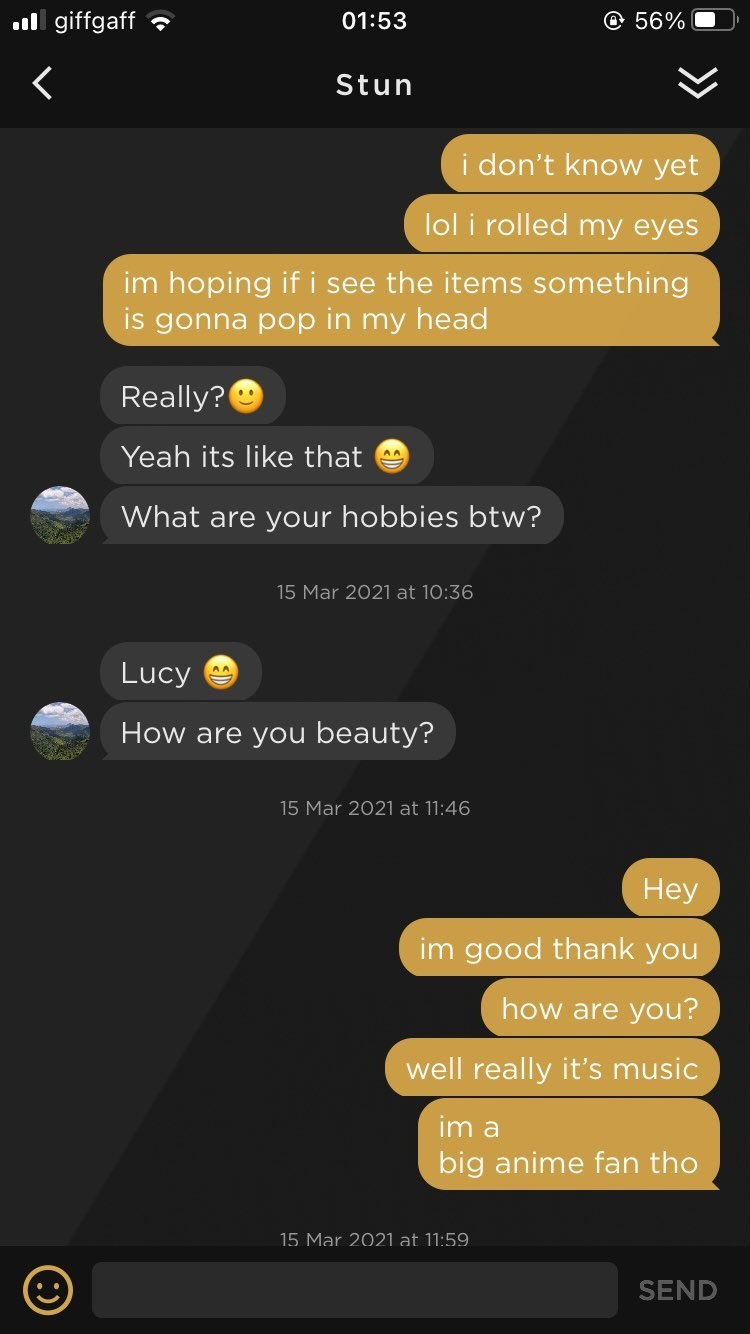 giffgaff 01:53 56%
Stun
i don’t know yet
lol i rolled my eyes
im hoping if i see the items something
is gonna pop in my head
Really?🙂
Yeah its like that 😁
What are your hobbies btw?
15 Mar 2021 at 10:36
Lucy 😁
How are you beauty?
15 Mar 2021 at 11:46
Hey
im good thank you
how are you?
well really it’s music
im a
big anime fan tho
15 Mar 2021 at 11:59
SEND